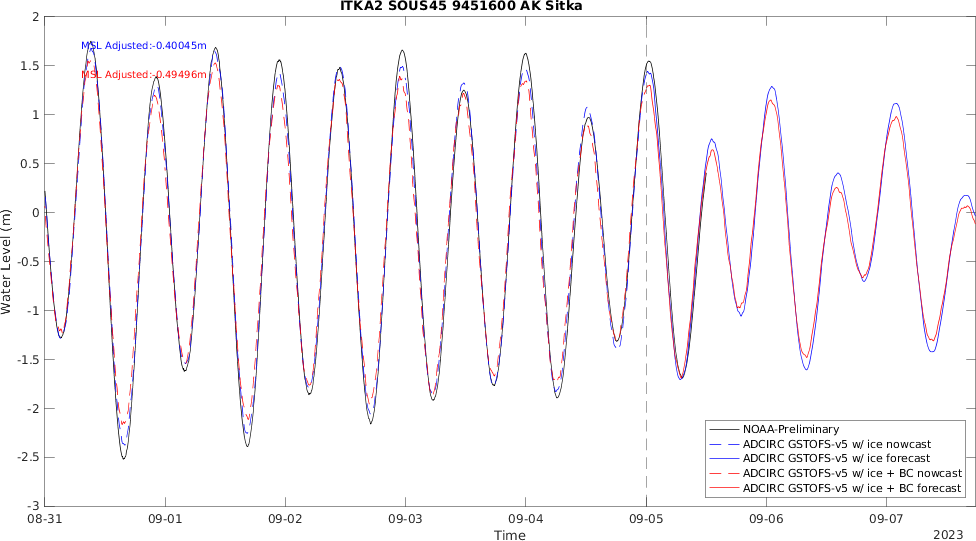 ITKA2 SOUS45 9451600 AK Sitka
MSL Adjusted:-0.40045m
MSL Adjusted:-0.49496m
Water Level (m)
2
1.5
1
0.5
0
-0.5
-1
-1.5
-2
-2.5
-3
NOAA-Preliminary
ADCIRC GSTOFS-v5 w/ ice nowcast
ADCIRC GSTOFS-v5 w/ ice forecast
ADCIRC GSTOFS-v5 w/ ice + BC nowcast
ADCIRC GSTOFS-v5 w/ ice + BC forecast
08-31 09-01 09-02 09-03 09-04 09-05 09-06 09-07
Time
2023